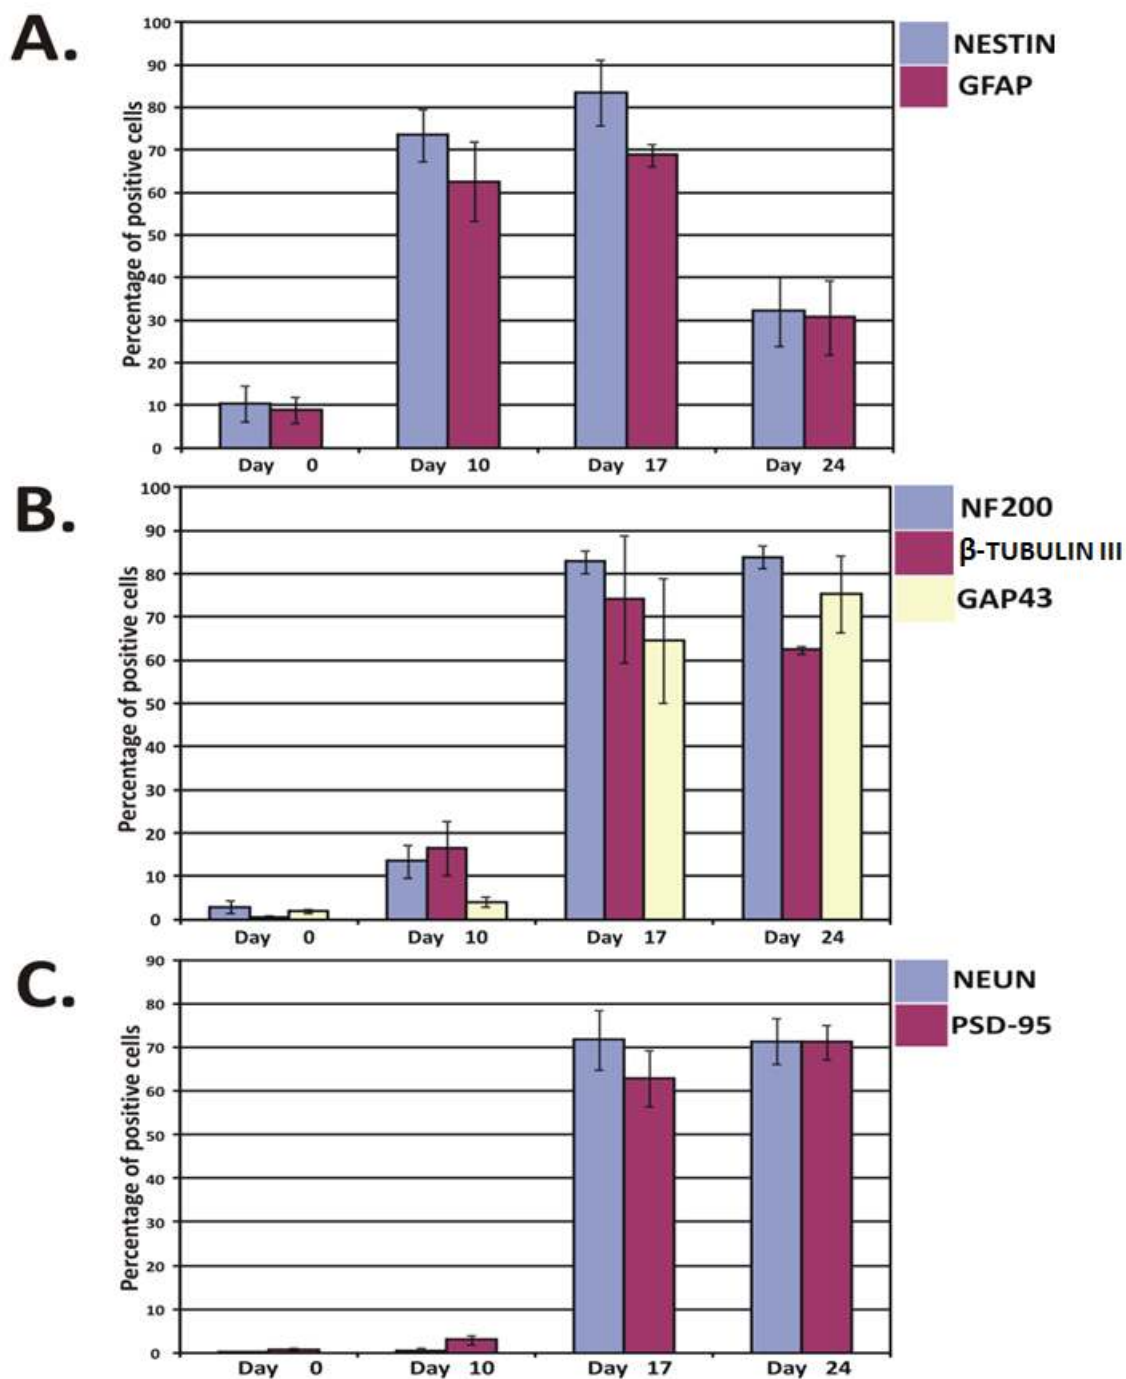 A.
Percentage of positive cells
100
90
80
70
60
50
40
30
20
10
0
Day 0 Day 10 Day 17 Day 24
NESTIN
GFAP
B.
Percentage of positive cells
100
90
80
70
60
50
40
30
20
10
0
Day 0 Day 10 Day 17 Day 24
NF200
β-TUBULIN III
GAP43
C.
Percentage of positive cells
90
80
70
60
50
40
30
20
10
0
Day 0 Day 10 Day 17 Day 24
NEUN
PSD-95